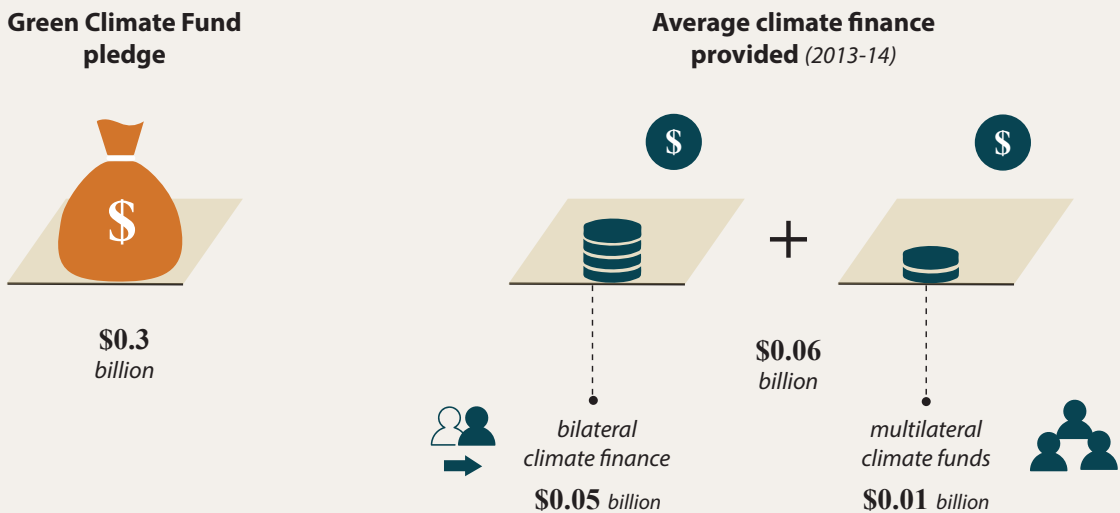 Green Climate Fund
pledge
$
$0.3
billion
Average climate finance
provided (2013-14)
$
$
+
$0.06
billion
bilateral
climate finance
$0.05 billion
multilateral
climate funds
$0.01 billion